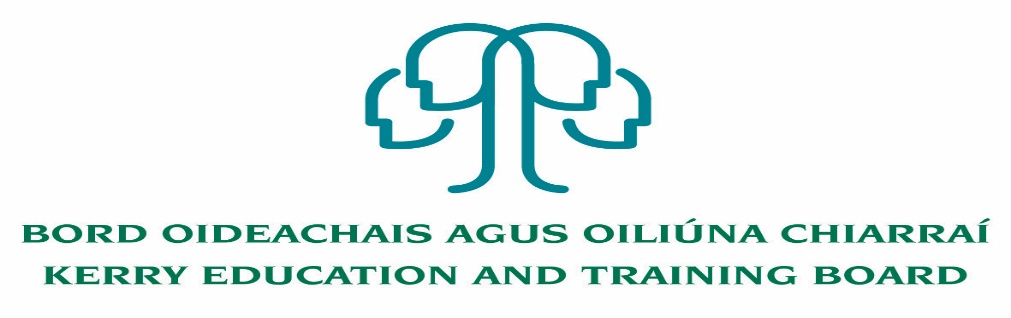 BORD OIDEACHAIS AGUS OILIÚNA CHIARRAÍ
KERRY EDUCATION AND TRAINING BOARD